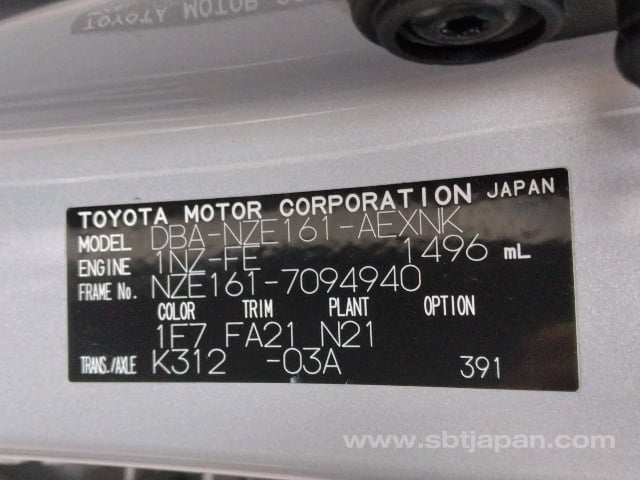 TOYOTA MOTOR CORPORATION JAPAN
MODEL DBA-NZE161-AEXNK
ENGINE 1NZ-FE 1496 mL
FRAME No. NZE161-7094940
COLOR TRIM PLANT OPTION
1E7 FA21 N21
TRANS./AXLE K312 -03A 391
www.sbtjapan.com